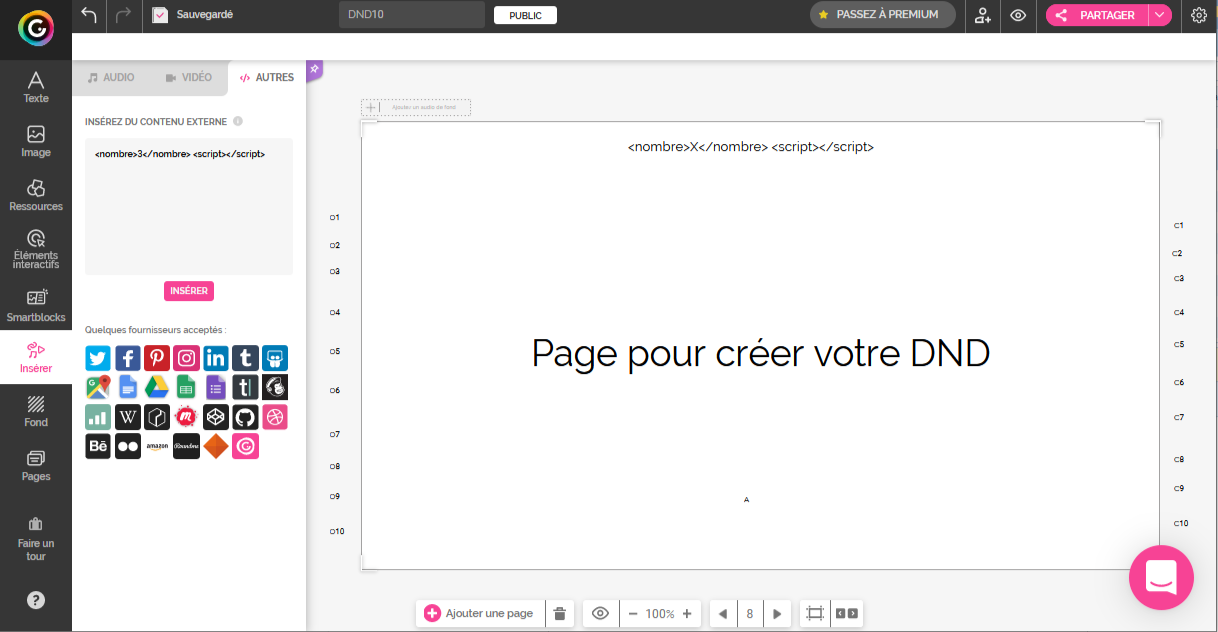 Sauvegardé
DND10
PUBLIC
PASSEZ À PREMIUM
PARTAGER
Texte
Image
Ressources
Éléments
interactifs
Smartblocks
Insérer
Fond
Pages
Faire un
tour
?
AUDIO
VIDÉO
AUTRES
INSÉREZ DU CONTENU EXTERNE
<nombre>3</nombre> <script></script>
INSÉRER
Quelques fournisseurs acceptés :
amazon
Ajoutez un audio de fond
<nombre>X</nombre> <script></script>
O1
O2
O3
O4
O5
O6
O7
O8
O9
O10
Page pour créer votre DND
A
C1
C2
C3
C4
C5
C6
C7
C8
C9
C10
Ajouter une page
100%
8